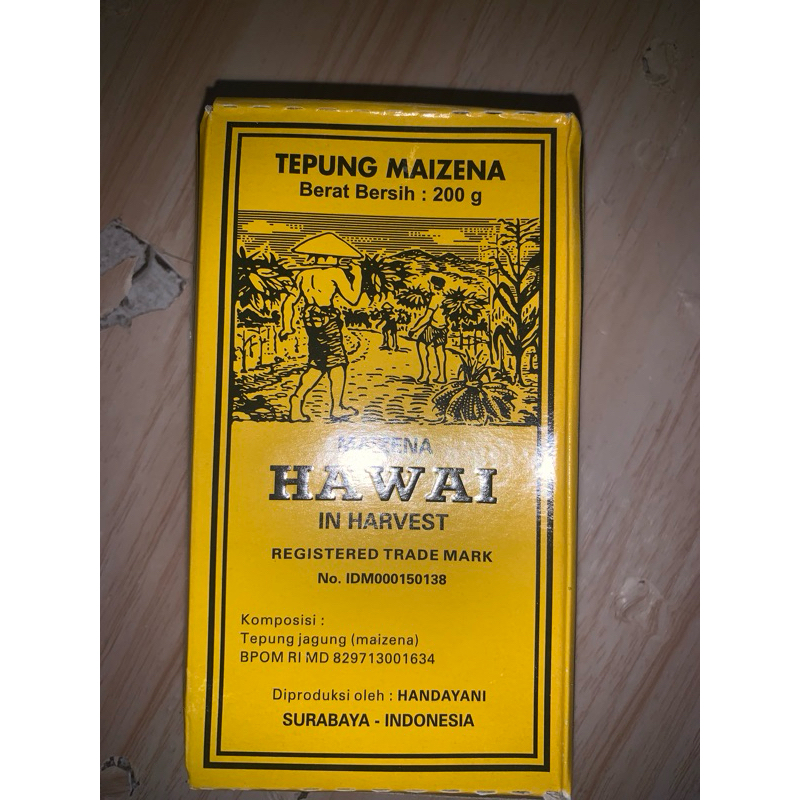 TEPUNG MAIZENA
Berat Bersih : 200 g
MAIZENA
HAWAI
IN HARVEST
REGISTERED TRADE MARK
No. IDM000150138
Komposisi :
Tepung jagung (maizena)
BPOM RI MD 829713001634
Diproduksi oleh : HANDAYANI
SURABAYA - INDONESIA